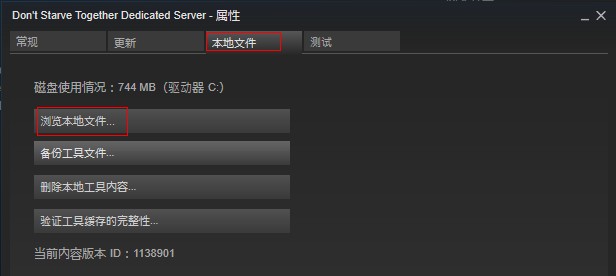 Don't Starve Together Dedicated Server - 属性
常规 更新 本地文件 测试
磁盘使用情况：744 MB（驱动器 C:）
浏览本地文件...
备份工具文件...
删除本地工具内容...
验证工具缓存的完整性...
当前内容版本 ID：1138901